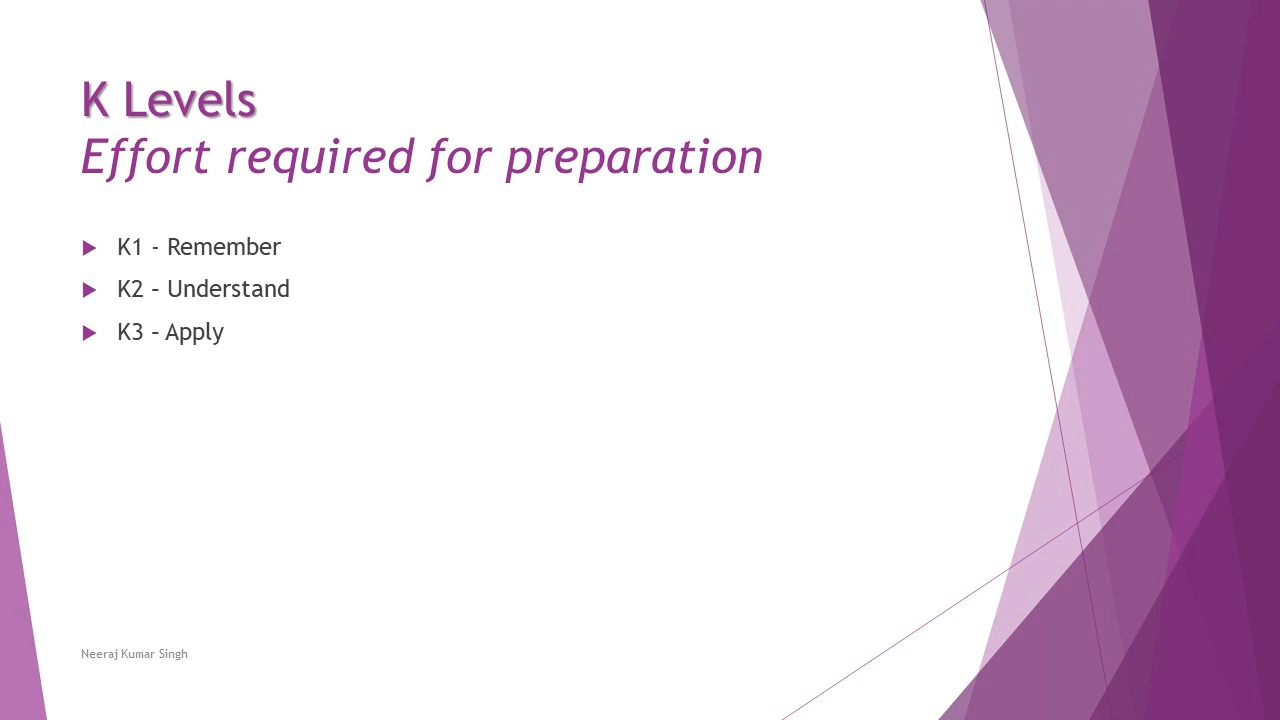 K Levels
Effort required for preparation
K1 - Remember
K2 – Understand
K3 – Apply
Neeraj Kumar Singh